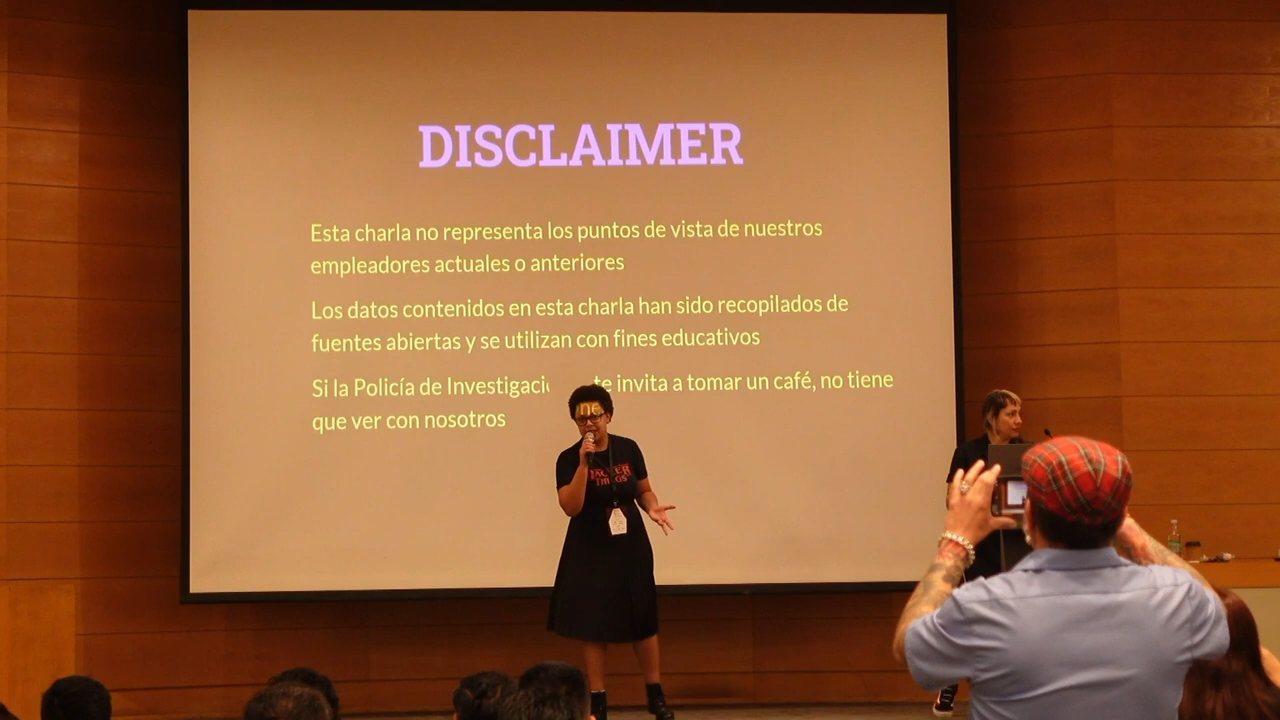 DISCLAIMER
Esta charla no representa los puntos de vista de nuestros
empleadores actuales o anteriores
Los datos contenidos en esta charla han sido recopilados de
fuentes abiertas y se utilizan con fines educativos
Si la Policía de Investigacione te invita a tomar un café, no tiene
que ver con nosotros
THINGS